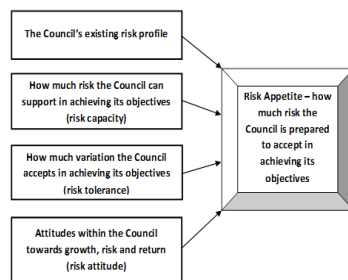 The Council's existing risk profile
How much risk the Council can
support in achieving its objectives
(risk capacity)
How much variation the Council
accepts in achieving its objectives
(risk tolerance)
Attitudes within the Council
towards growth, risk and return
(risk attitude)
Risk Appetite – how
much risk the
Council is prepared
to accept in
achieving its
objectives